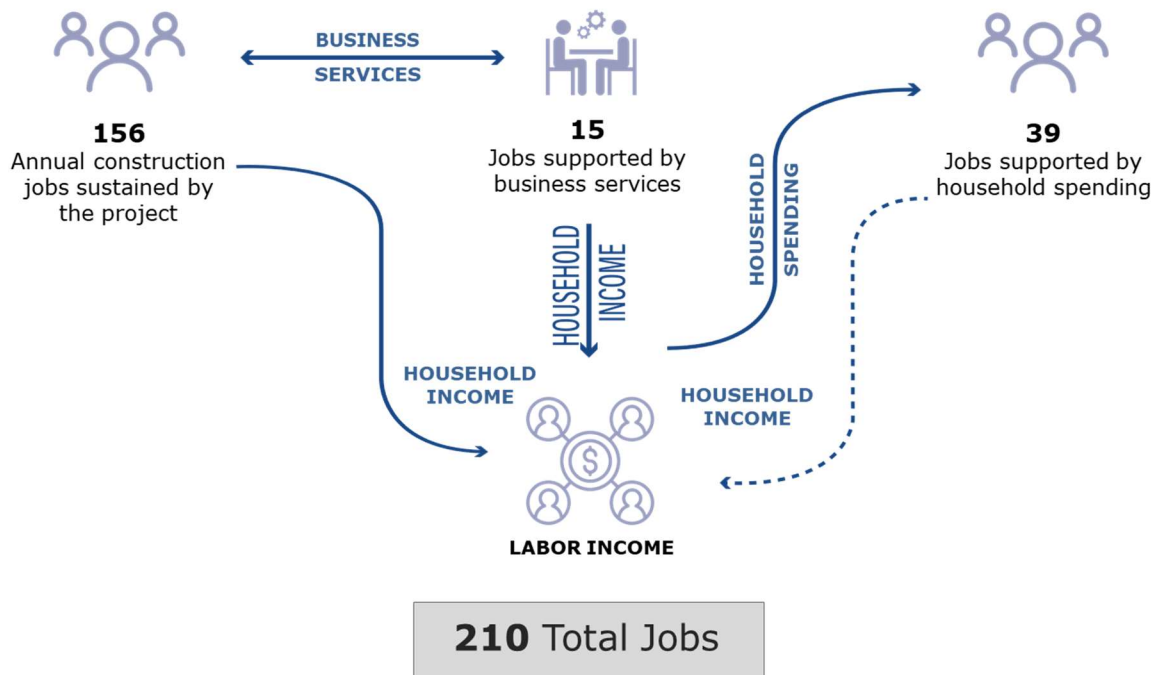 BUSINESS
SERVICES
156
Annual construction
jobs sustained by
the project
15
Jobs supported by
business services
39
Jobs supported by
household spending
HOUSEHOLD
SPENDING
HOUSEHOLD
INCOME
HOUSEHOLD
INCOME
HOUSEHOLD
INCOME
$
LABOR INCOME
210 Total Jobs